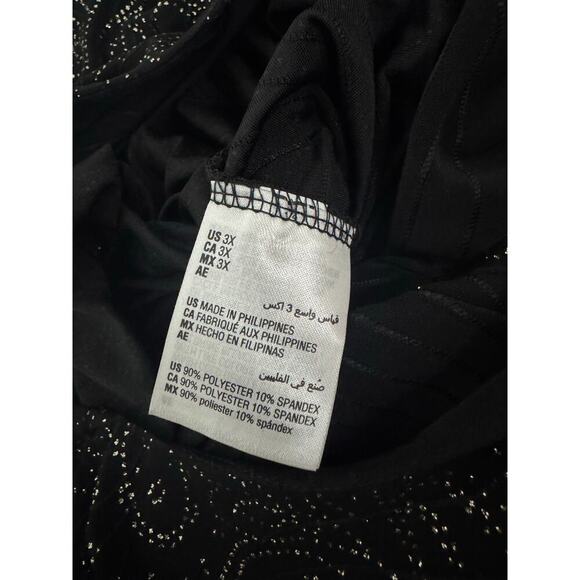 US 3X
CA 3X
MX 3X
AE
قياس واسع 3 اكس
US MADE IN PHILIPPINES
CA FABRIQUÉ AUX PHILIPPINES
MX HECHO EN FILIPINAS
AE
صنع في الفلبين
US 90% POLYESTER 10% SPANDEX
CA 90% POLYESTER 10% SPANDEX
MX 90% poliester 10% spándex